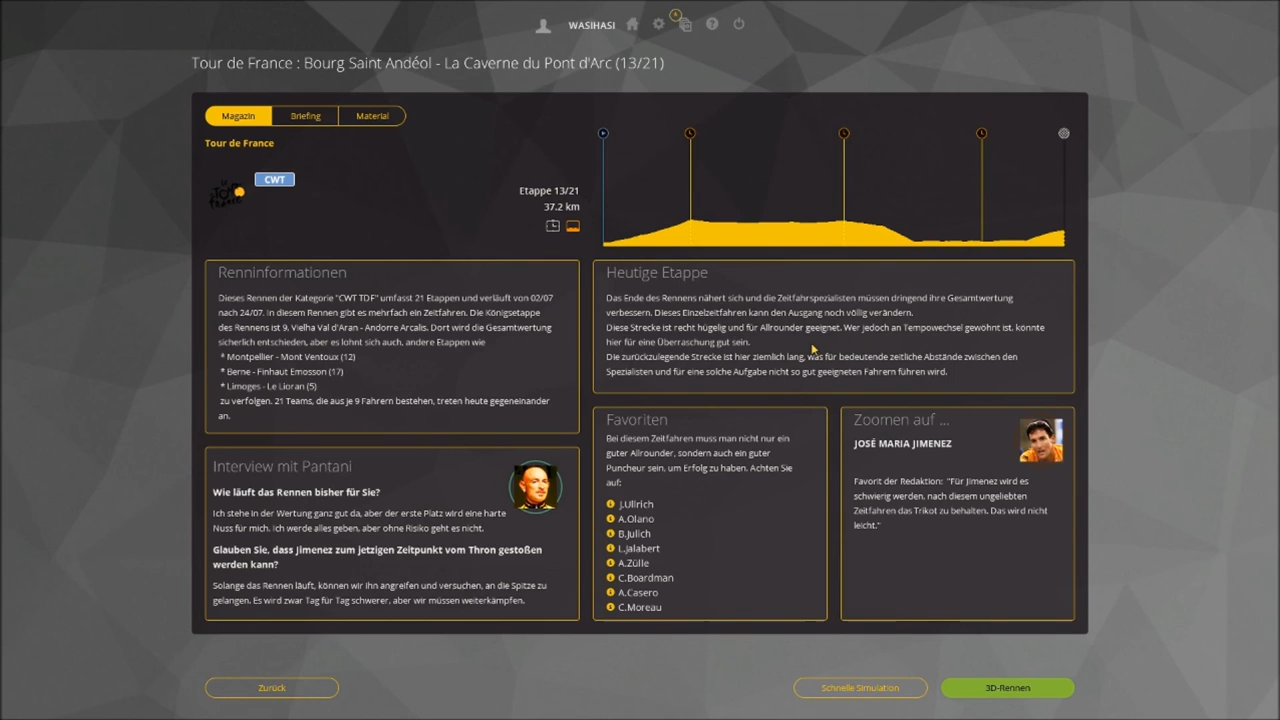 WASIHASI
Tour de France : Bourg Saint Andéol - La Caverne du Pont d'Arc (13/21)
Magazin
Briefing
Material
Tour de France
CWT
Etappe 13/21
37.2 km
Renninformationen
Dieses Rennen der Kategorie "CWT TDF" umfasst 21 Etappen und verläuft von 02/07
nach 24/07. In diesem Rennen gibt es mehrfach ein Zeitfahren. Die Königsetappe
des Rennens ist 9, Vielha Val d'Aran - Andorre Arcalis. Dort wird die Gesamtwertung
sicherlich entschieden, aber es lohnt sich auch, andere Etappen wie
* Montpellier - Mont Ventoux (12)
* Berne - Finhaut Emosson (17)
* Limoges - Le Lioran (5)
zu verfolgen. 21 Teams, die aus je 9 Fahrern bestehen, treten heute gegeneinander
an.
Interview mit Pantani
Wie läuft das Rennen bisher für Sie?
Ich stehe in der Wertung ganz gut da, aber der erste Platz wird eine harte
Nuss für mich. Ich werde alles geben, aber ohne Risiko geht es nicht.
Glauben Sie, dass Jimenez zum jetzigen Zeitpunkt vom Thron gestoßen
werden kann?
Solange das Rennen läuft, können wir ihn angreifen und versuchen, an die Spitze zu
gelangen. Es wird zwar Tag für Tag schwerer, aber wir müssen weiterkämpfen.
Heutige Etappe
Das Ende des Rennens nähert sich und die Zeitfahrspezialisten müssen dringend ihre Gesamtwertung
verbessern. Dieses Einzelzeitfahren kann den Ausgang noch völlig verändern.
Diese Strecke ist recht hügelig und für Allrounder geeignet. Wer jedoch an Tempowechsel gewöhnt ist, könnte
hier für eine Überraschung gut sein.
Die zurückzulegende Strecke ist hier ziemlich lang, was für bedeutende zeitliche Abstände zwischen den
Spezialisten und für eine solche Aufgabe nicht so gut geeigneten Fahrern führen wird.
Favoriten
Bei diesem Zeitfahren muss man nicht nur ein
guter Allrounder, sondern auch ein guter
Puncheur sein, um Erfolg zu haben. Achten Sie
auf:
J.Ullrich
A.Olano
B.Julich
L.Jalabert
A.Zülle
C.Boardman
A.Casero
C.Moreau
Zoomen auf ...
JOSÉ MARIA JIMENEZ
Favorit der Redaktion: "Für Jimenez wird es
schwierig werden, nach diesem ungeliebten
Zeitfahren das Trikot zu behalten. Das wird nicht
leicht."
Zurück
Schnelle Simulation
3D-Rennen